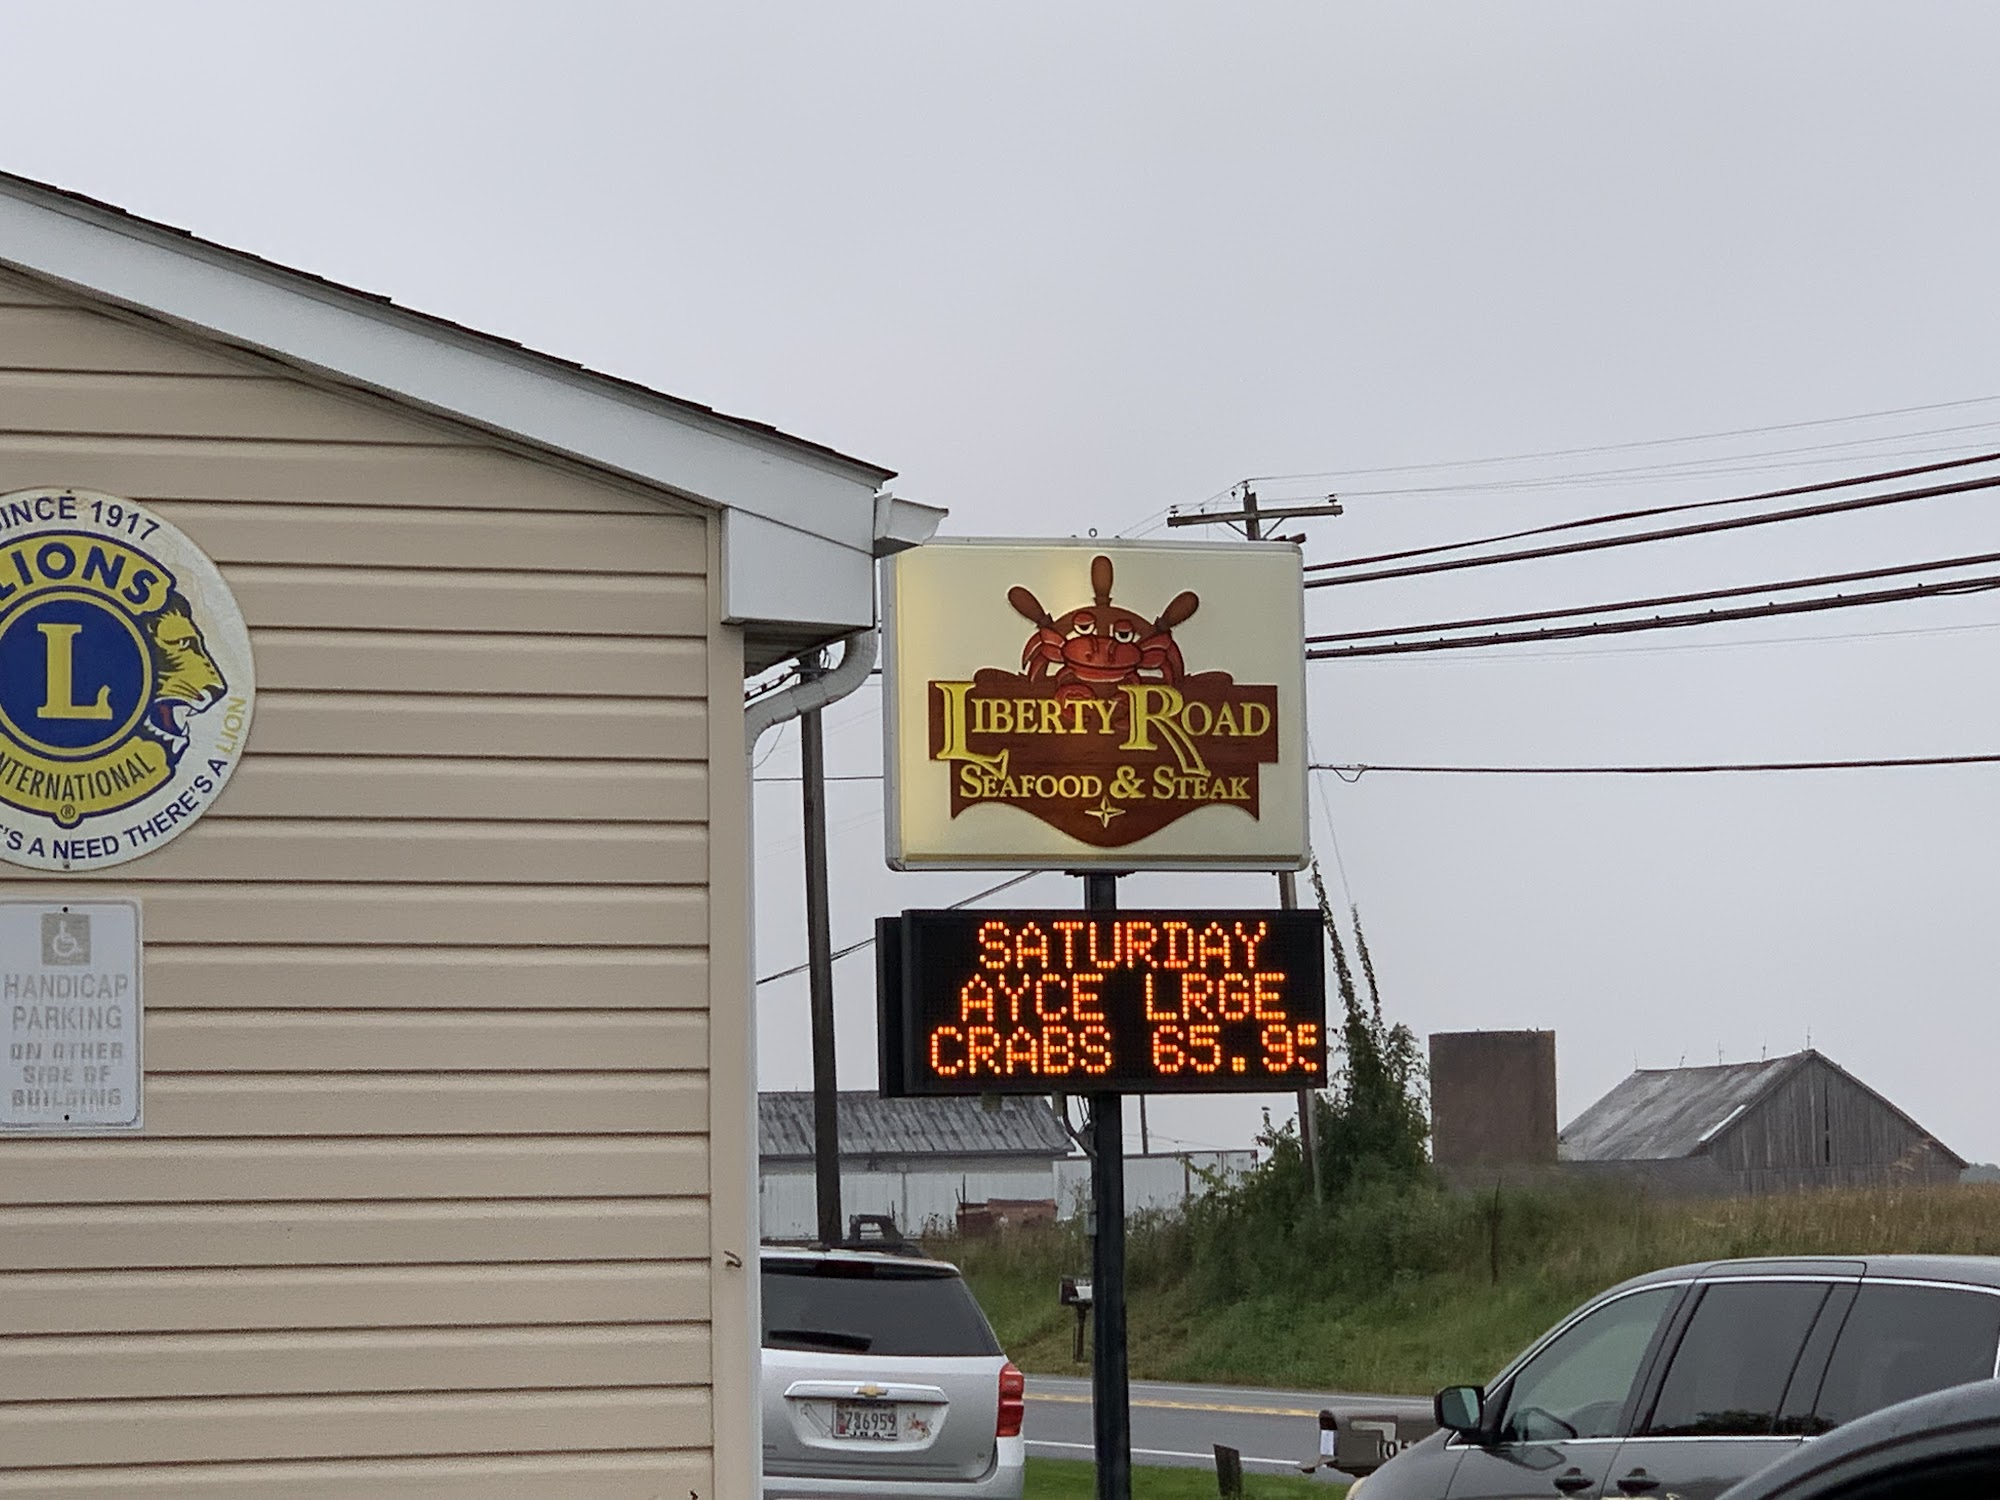 SINCE 1917
LIONS
L
INTERNATIONAL
®
'S A NEED THERE'S A LION
HANDICAP
PARKING
ON OTHER
SIDE OF
BUILDING
LIBERTY ROAD
SEAFOOD & STEAK
SATURDAY
AYCE LRGE
CRABS 65.95